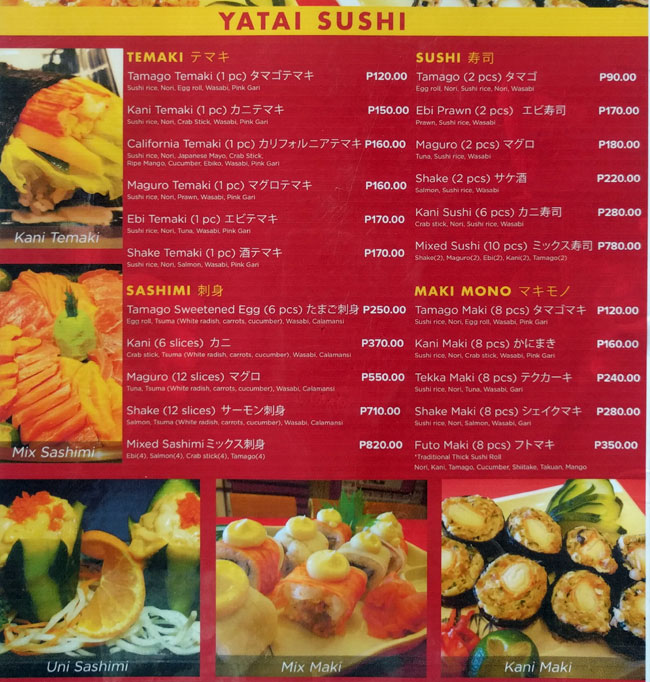 YATAI SUSHI
TEMAKI テマキ
Tamago Temaki (1 pc) タマゴテマキ P120.00
Sushi rice, Nori, Egg roll, Wasabi, Pink Gari
Kani Temaki (1 pc) カニテマキ P150.00
Sushi rice, Nori, Crab Stick, Wasabi, Pink Gari
California Temaki (1 pc) カリフォルニアテマキ P160.00
Sushi rice, Nori, Japanese Mayo, Crab Stick,
Ripe Mango, Cucumber, Ebiko, Wasabi, Pink Gari
Maguro Temaki (1 pc) マグロテマキ P160.00
Sushi rice, Nori, Prawn, Wasabi, Pink Gari
Ebi Temaki (1 pc) エビテマキ P170.00
Sushi rice, Nori, Tuna, Wasabi, Pink Gari
Shake Temaki (1 pc) 酒テマキ P170.00
Sushi rice, Nori, Salmon, Wasabi, Pink Gari
Kani Temaki
SASHIMI 刺身
Tamago Sweetened Egg (6 pcs) たまご刺身 P250.00
Egg roll, Tsuma (White radish, carrots, cucumber), Wasabi, Calamansi
Kani (6 slices) カニ P370.00
Crab stick, Tsuma (White radish, carrots, cucumber), Wasabi, Calamansi
Maguro (12 slices) マグロ P550.00
Tuna, Tsuma (White radish, carrots, cucumber), Wasabi, Calamansi
Shake (12 slices) サーモン刺身 P710.00
Salmon, Tsuma (White radish, carrots, cucumber), Wasabi, Calamansi
Mixed Sashimi ミックス刺身 P820.00
Ebi(4), Salmon(4), Crab stick(4), Tamago(4)
Mix Sashimi
SUSHI 寿司
Tamago (2 pcs) タマゴ P90.00
Egg roll, Nori, Sushi rice, Nori, Wasabi
Ebi Prawn (2 pcs) エビ寿司 P170.00
Prawn, Sushi rice, Wasabi
Maguro (2 pcs) マグロ P180.00
Tuna, Sushi rice, Wasabi
Shake (2 pcs) サケ酒 P220.00
Salmon, Sushi rice, Wasabi
Kani Sushi (6 pcs) カニ寿司 P280.00
Crab stick, Nori, Sushi rice, Wasabi
Mixed Sushi (10 pcs) ミックス寿司 P780.00
Shake(2), Maguro(2), Ebi(2), Kani(2), Tamago(2)
MAKI MONO マキモノ
Tamago Maki (8 pcs) タマゴマキ P120.00
Sushi rice, Nori, Egg roll, Wasabi, Pink Gari
Kani Maki (8 pcs) かにまき P160.00
Sushi rice, Nori, Crab stick, Wasabi, Pink Gari
Tekka Maki (8 pcs) テクカーキ P240.00
Sushi rice, Nori, Tuna, Wasabi, Gari
Shake Maki (8 pcs) シェイクマキ P280.00
Sushi rice, Nori, Salmon, Wasabi, Gari
Futo Maki (8 pcs) フトマキ P350.00
*Traditional Thick Sushi Roll
Nori, Kani, Tamago, Cucumber, Shiitake, Takuan, Mango
Uni Sashimi
Mix Maki
Kani Maki